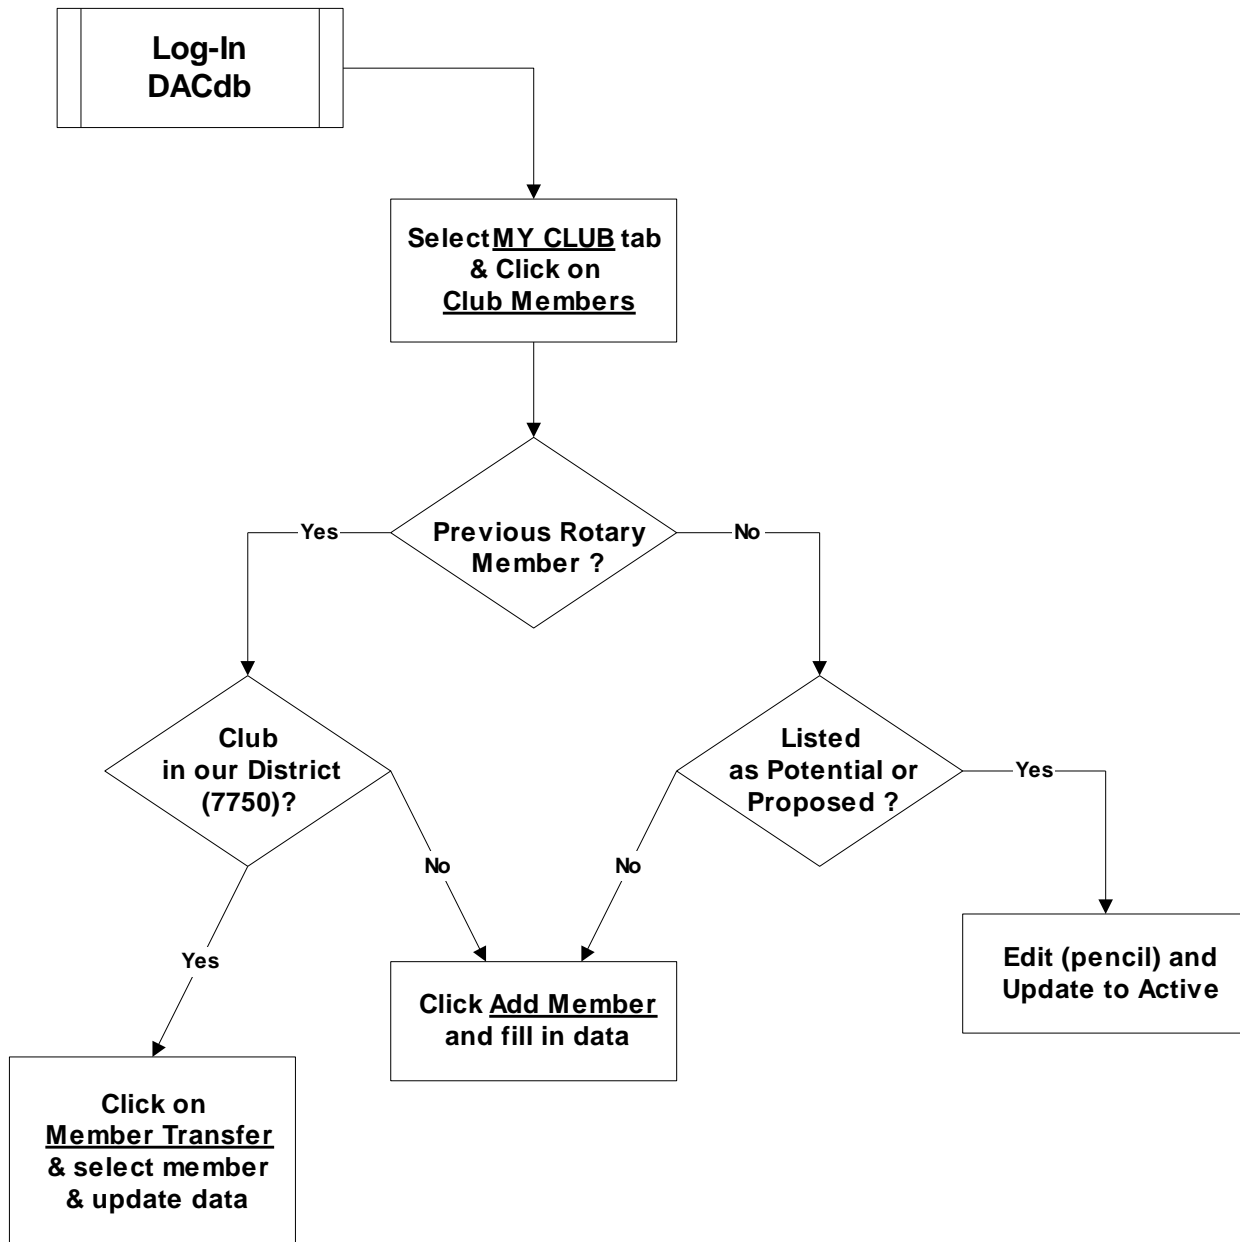 Log-In
DACdb
Select MY CLUB tab
& Click on
Club Members
Previous Rotary
Member ?
Yes
No
Club
in our District
(7750)?
Listed
as Potential or
Proposed ?
Yes
No
No
Yes
Edit (pencil) and
Update to Active
Click Add Member
and fill in data
Click on
Member Transfer
& select member
& update data